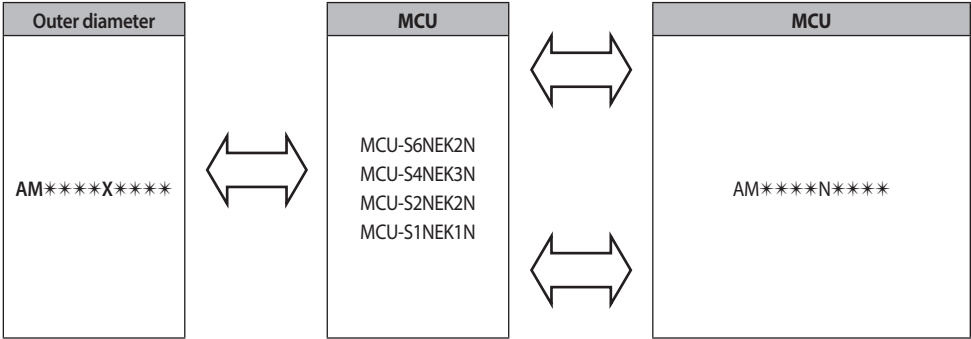 Outer diameter
AM✳✳✳✳X✳✳✳✳
MCU
MCU-S6NEK2N
MCU-S4NEK3N
MCU-S2NEK2N
MCU-S1NEK1N
MCU
AM✳✳✳✳N✳✳✳✳